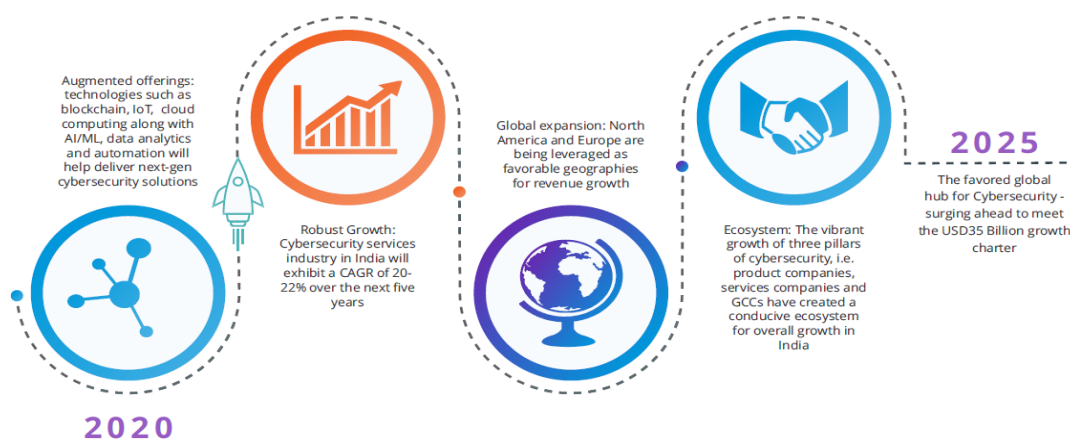 Augmented offerings:
technologies such as
blockchain, IoT, cloud
computing along with
AI/ML, data analytics
and automation will
help deliver next-gen
cybersecurity solutions
2020
Robust Growth:
Cybersecurity services
industry in India will
exhibit a CAGR of 20-
22% over the next five
years
Global expansion: North
America and Europe are
being leveraged as
favorable geographies
for revenue growth
Ecosystem: The vibrant
growth of three pillars
of cybersecurity, i.e.
product companies,
services companies and
GCCs have created a
conducive ecosystem
for overall growth in
India
2025
The favored global
hub for Cybersecurity -
surging ahead to meet
the USD35 Billion growth
charter